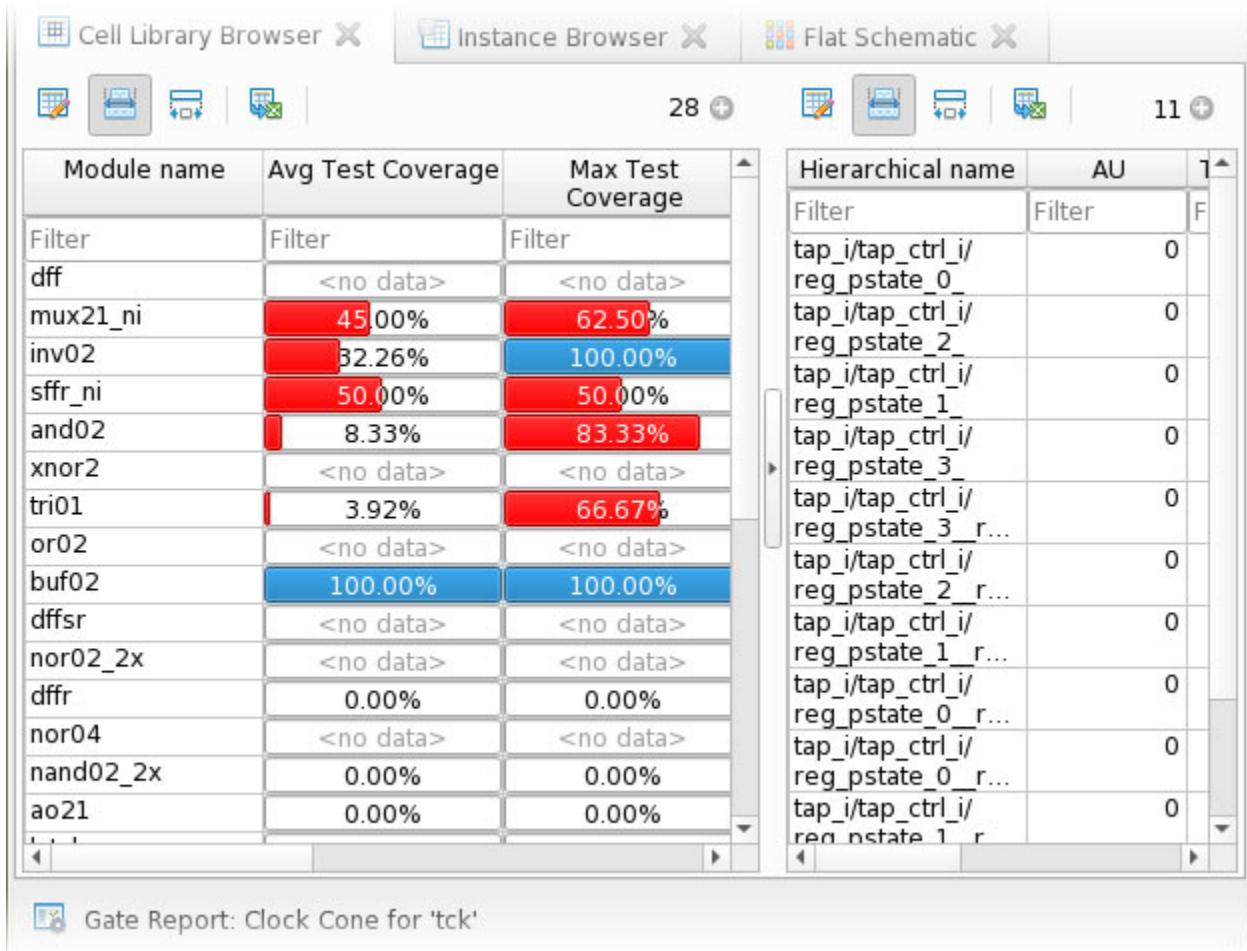 Cell Library Browser
Instance Browser
Flat Schematic
28
11
Module name Avg Test Coverage Max Test
Coverage
Filter Filter Filter
dff <no data> <no data>
mux21_ni 45.00% 62.50%
inv02 32.26% 100.00%
sffr_ni 50.00% 50.00%
and02 8.33% 83.33%
xnor2 <no data> <no data>
tri01 3.92% 66.67%
or02 <no data> <no data>
buf02 100.00% 100.00%
dffsr <no data> <no data>
nor02_2x <no data> <no data>
dffr 0.00% 0.00%
nor04 <no data> <no data>
nand02_2x 0.00% 0.00%
ao21 0.00% 0.00%
Hierarchical name AU
Filter Filter F
tap_i/tap_ctrl_i/ 0
reg_pstate_0_
tap_i/tap_ctrl_i/ 0
reg_pstate_2_
tap_i/tap_ctrl_i/ 0
reg_pstate_1_
tap_i/tap_ctrl_i/ 0
reg_pstate_3_
tap_i/tap_ctrl_i/ 0
reg_pstate_3__r...
tap_i/tap_ctrl_i/ 0
reg_pstate_2__r...
tap_i/tap_ctrl_i/ 0
reg_pstate_1__r...
tap_i/tap_ctrl_i/ 0
reg_pstate_0__r...
tap_i/tap_ctrl_i/ 0
reg_pstate_0__r...
tap_i/tap_ctrl_i/ 0
reg_pstate_1__r
Gate Report: Clock Cone for 'tck'